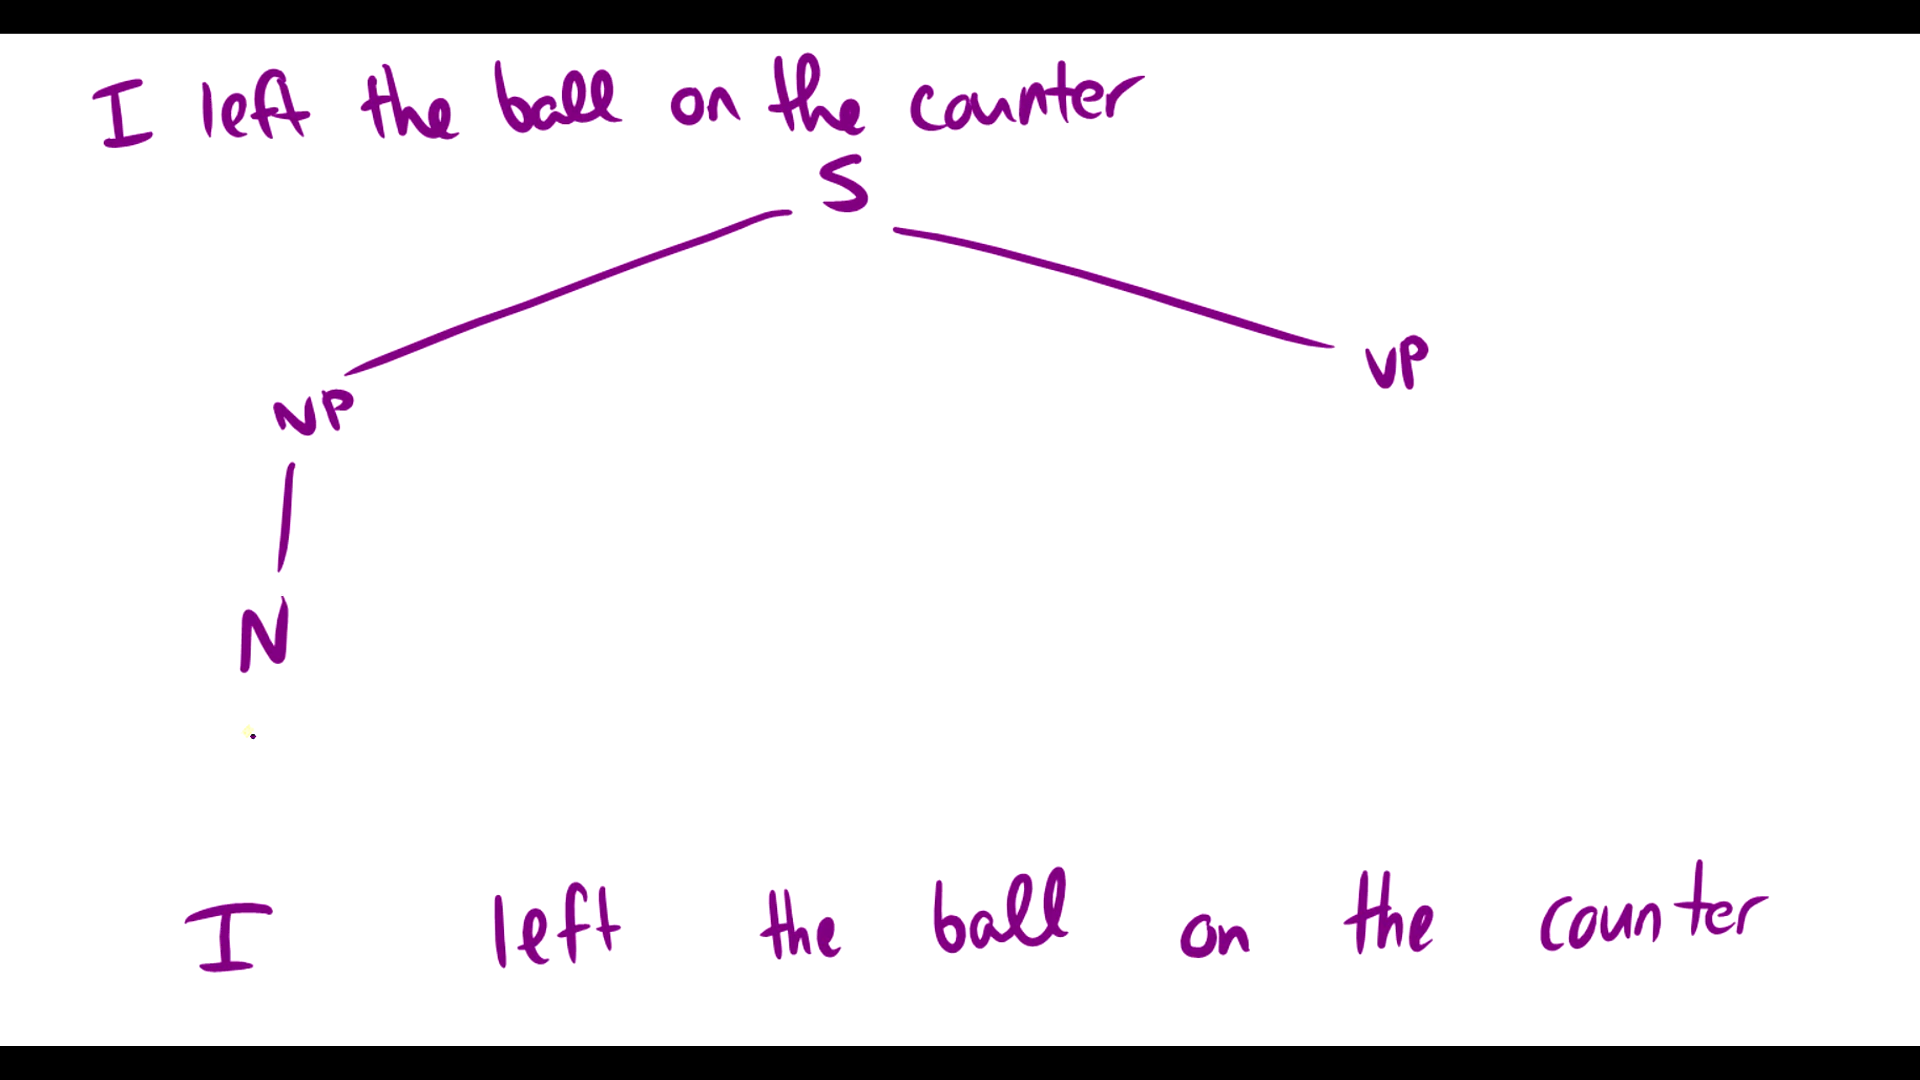 I left the ball on the counter
S
NP VP
N
I left the ball on the counter